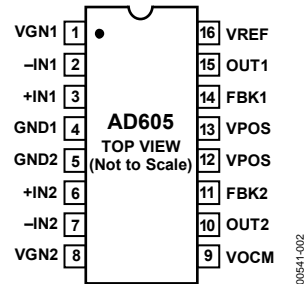 VGN1 1 16 VREF
–IN1 2 15 OUT1
+IN1 3 14 FBK1
GND1 4 AD605 13 VPOS
TOP VIEW
GND2 5 (Not to Scale) 12 VPOS
+IN2 6 11 FBK2
–IN2 7 10 OUT2
VGN2 8 9 VOCM
00541-002